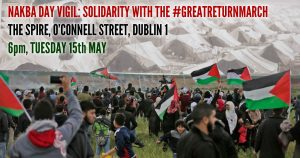 NAKBA DAY VIGIL: SOLIDARITY WITH THE #GREATRETURNMARCH
THE SPIRE, O'CONNELL STREET, DUBLIN 1
6pm, TUESDAY 15th MAY